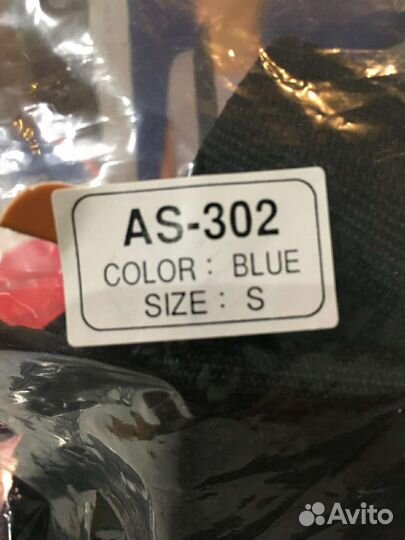 AS-302
COLOR : BLUE
SIZE : S
Avito